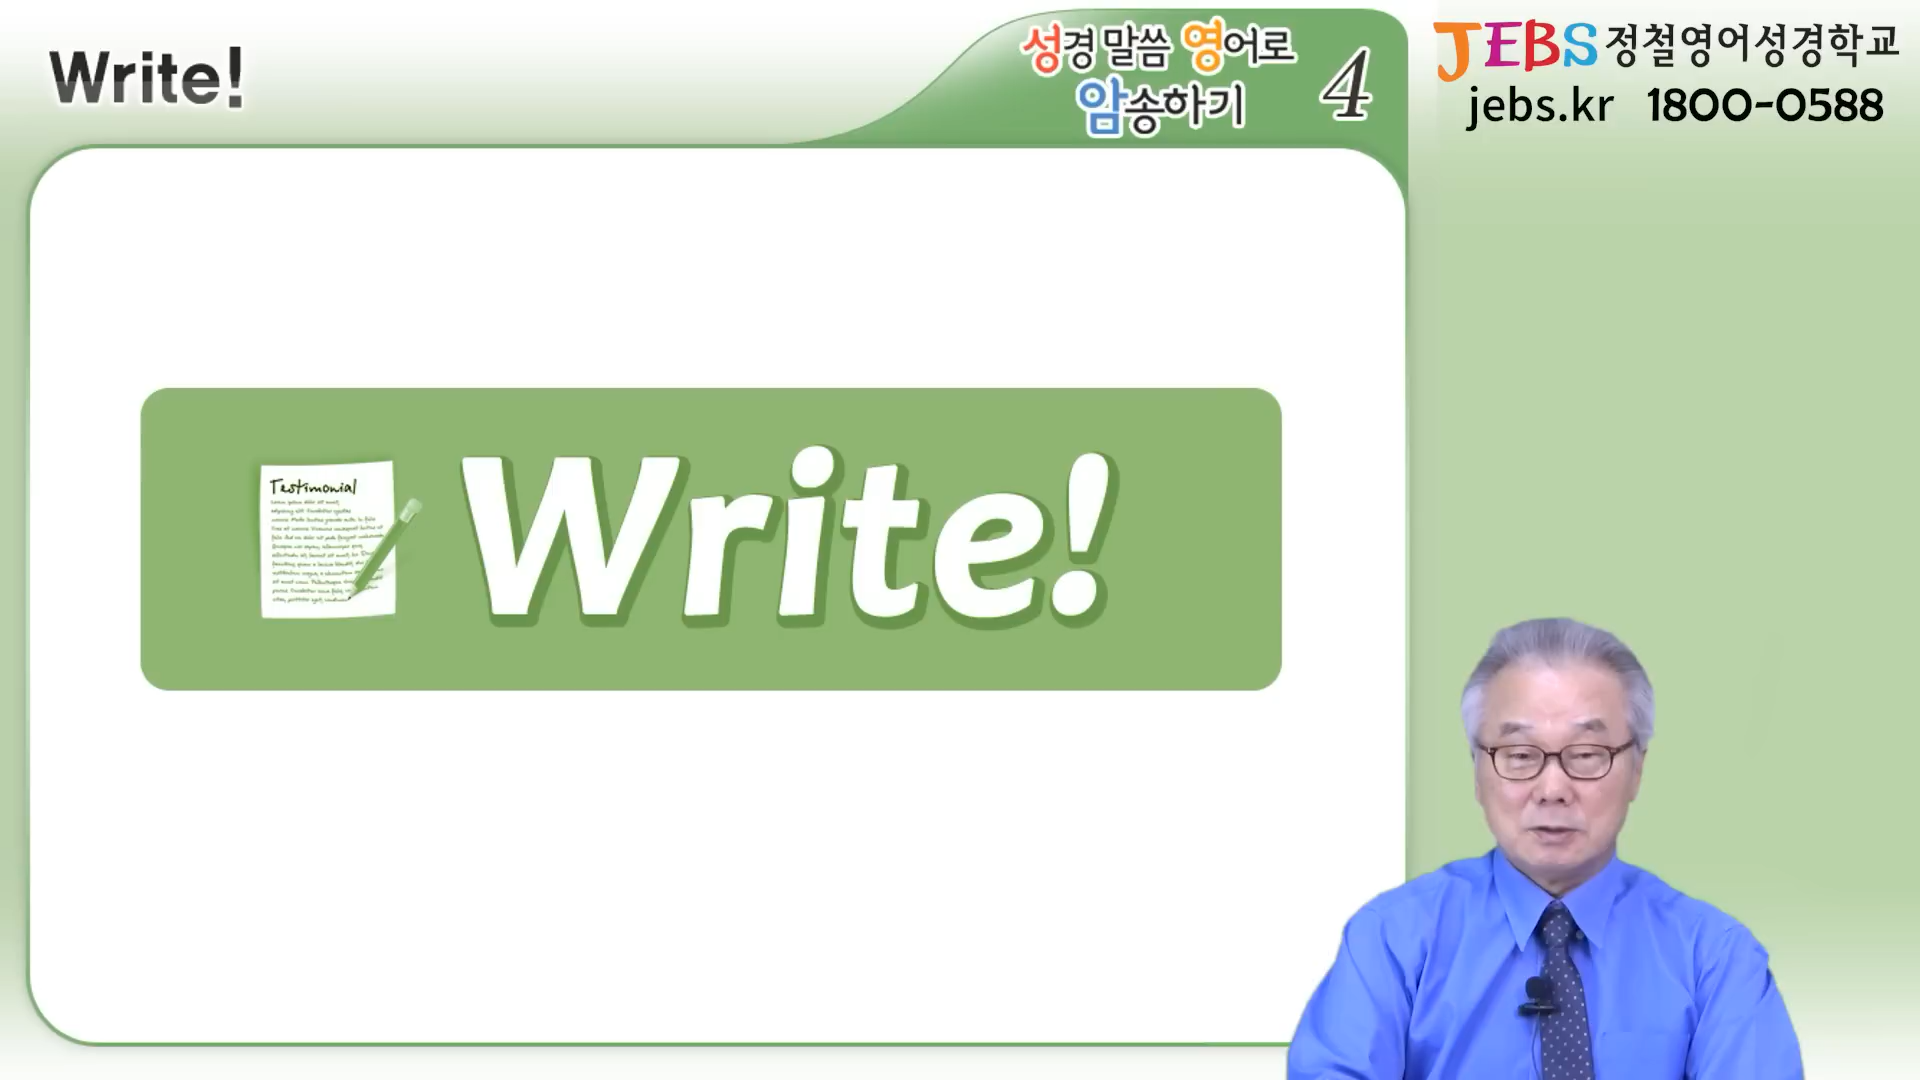 Write!
성경 말씀 영어로
암송하기
4
JEBS 정철영어성경학교
jebs.kr 1800-0588
Testimonial
Write!